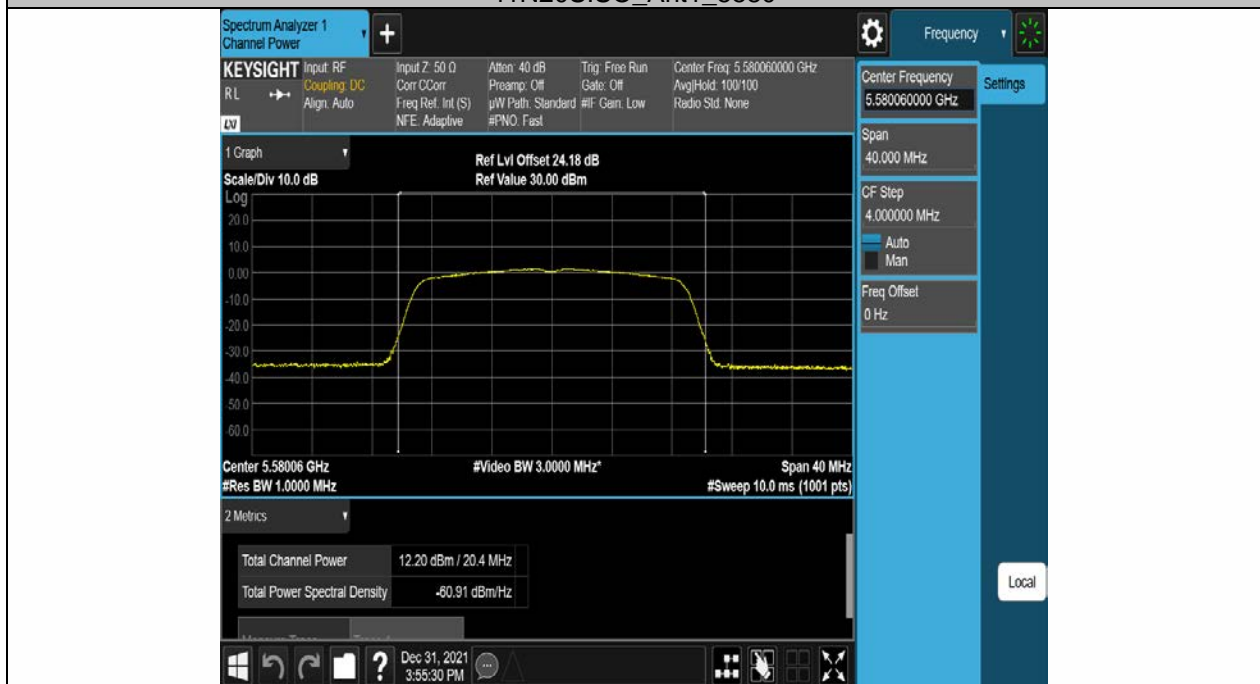 Spectrum Analyzer 1
Channel Power
+
Frequency
KEYSIGHT
RL
LXI
Input: RF
Coupling: DC
Align: Auto
Input Z: 50 Ω
Corr CCorr
Freq Ref: Int (S)
NFE: Adaptive
Atten: 40 dB
Preamp: Off
µW Path: Standard
#PNO: Fast
Trig: Free Run
Gate: Off
#IF Gain: Low
Center Freq: 5.580060000 GHz
Avg|Hold: 100/100
Radio Std: None
Center Frequency
5.580060000 GHz
Settings
Span
40.000 MHz
CF Step
4.000000 MHz
Auto
Man
Freq Offset
0 Hz
Local
1 Graph
Scale/Div 10.0 dB
Ref Lvl Offset 24.18 dB
Ref Value 30.00 dBm
Log
20.0
10.0
0.00
-10.0
-20.0
-30.0
-40.0
-50.0
-60.0
Center 5.58006 GHz
#Res BW 1.0000 MHz
#Video BW 3.0000 MHz*
Span 40 MHz
#Sweep 10.0 ms (1001 pts)
2 Metrics
Total Channel Power 12.20 dBm / 20.4 MHz
Total Power Spectral Density -60.91 dBm/Hz
?
Dec 31, 2021
3:55:30 PM